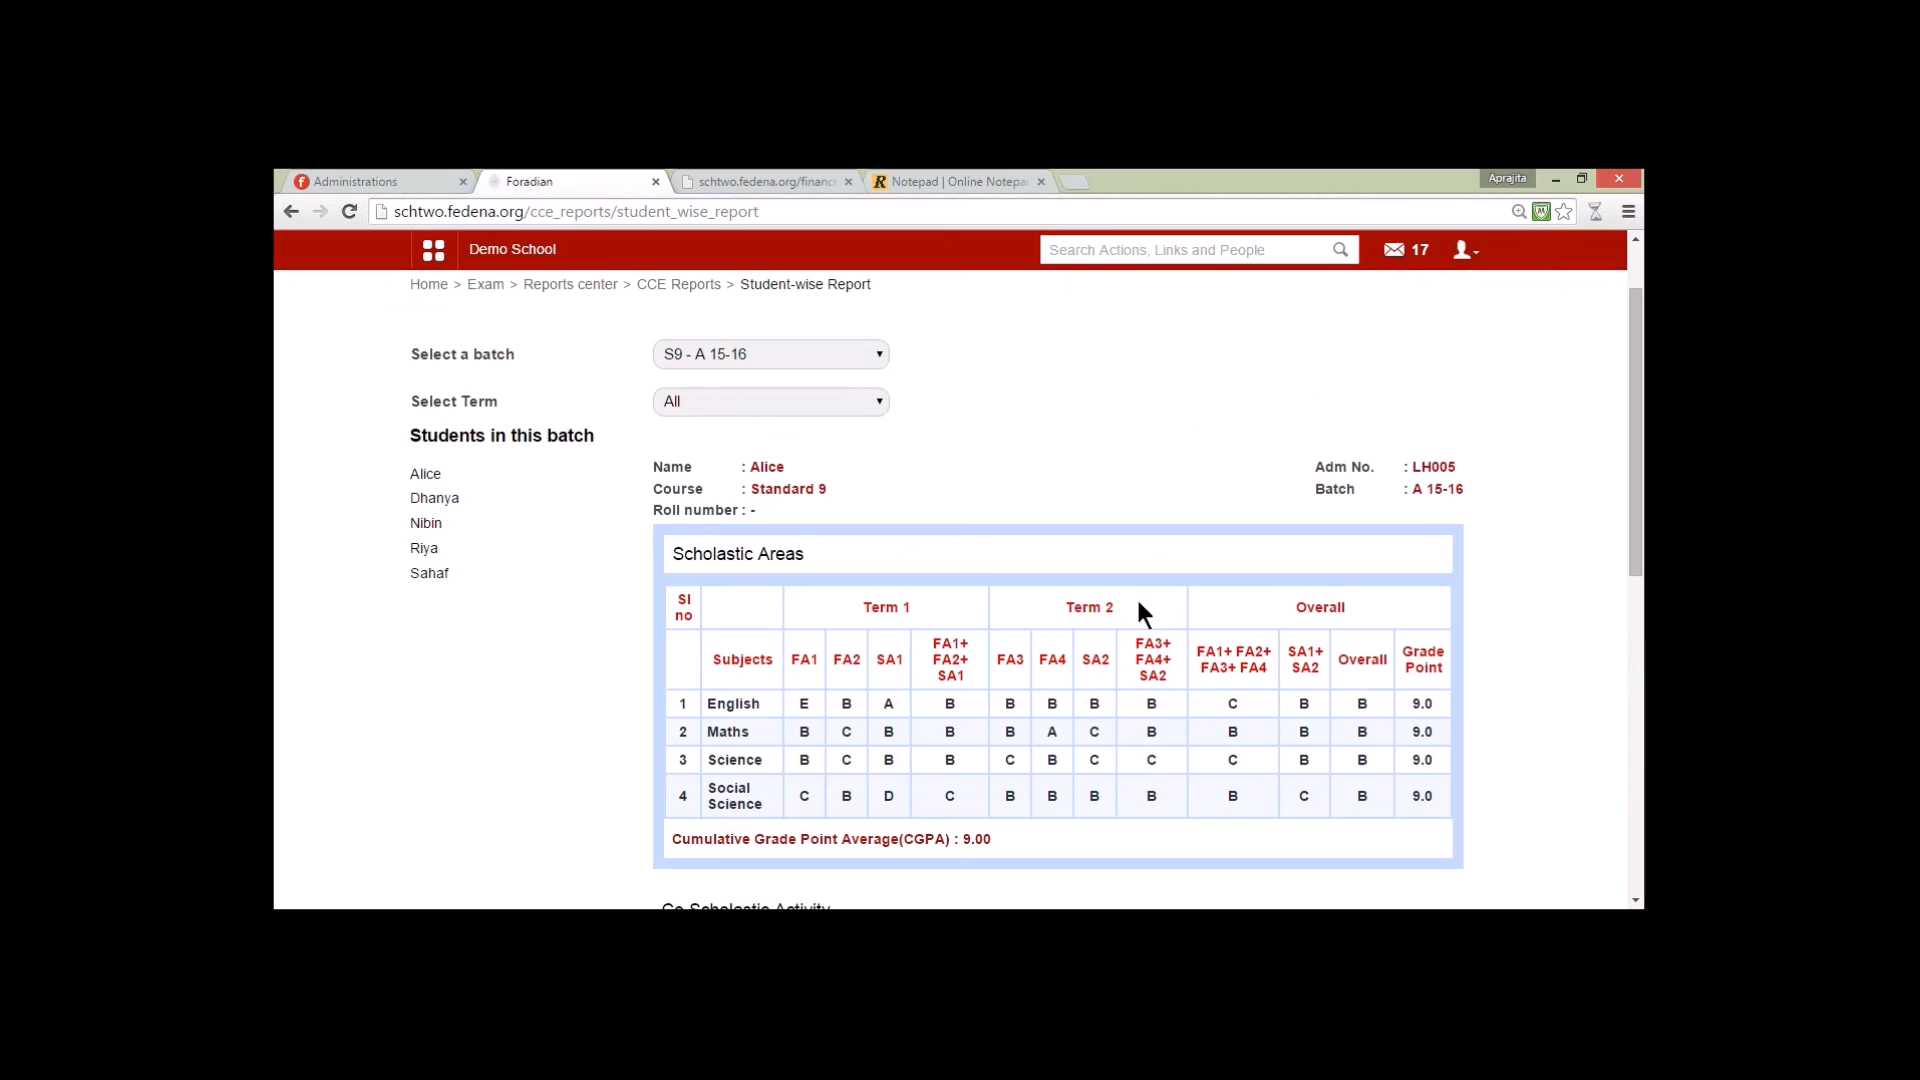 Administrations
Foradian
schtwo.fedena.org/financ
Notepad | Online Notepa
Aprajita
schtwo.fedena.org/cce_reports/student_wise_report
Demo School
Search Actions, Links and People
17
Home > Exam > Reports center > CCE Reports > Student-wise Report
Select a batch S9 - A 15-16
Select Term All
Students in this batch
Alice
Dhanya
Nibin
Riya
Sahaf
Name : Alice Adm No. : LH005
Course : Standard 9 Batch : A 15-16
Roll number : -
Scholastic Areas
Sl no Term 1 Term 2 Overall
Subjects FA1 FA2 SA1 FA1+ FA2+ SA1 FA3 FA4 SA2 FA3+ FA4+ SA2 FA1+ FA2+ FA3+ FA4 SA1+ SA2 Overall Grade Point
1 English E B A B B B B B C B B 9.0
2 Maths B C B B B A C B B B B 9.0
3 Science B C B B C B C C C B B 9.0
4 Social Science C B D C B B B B B C B 9.0
Cumulative Grade Point Average(CGPA) : 9.00
Co Scholastic Activity